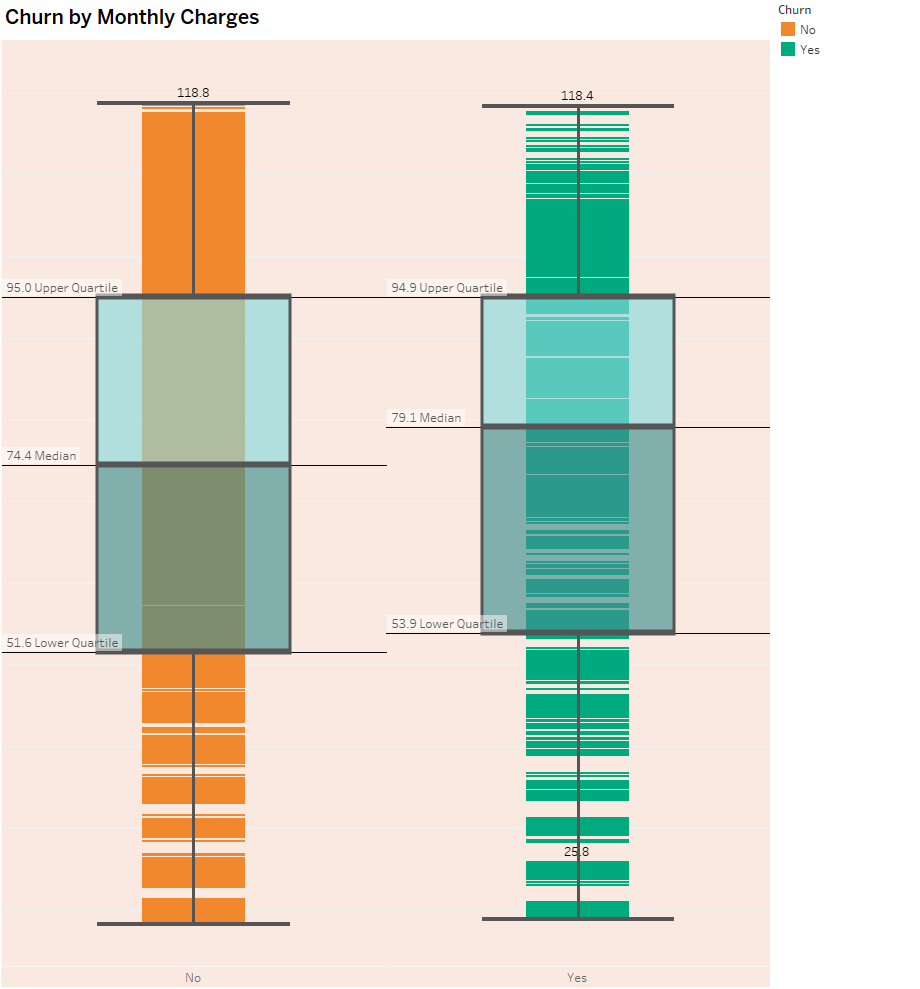 Churn by Monthly Charges
Churn
No
Yes
118.8
118.4
95.0 Upper Quartile
94.9 Upper Quartile
79.1 Median
74.4 Median
53.9 Lower Quartile
51.6 Lower Quartile
25.8
No
Yes